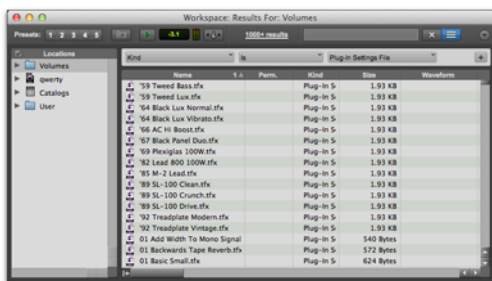 Workspace: Results For: Volumes
Presets: 1 2 3 4 5 -3.1 1000+ results
Locations
Volumes
qwerty
Catalogs
User
Kind is Plug-in Settings File
Name 1 Perm. Kind Size Waveform
'59 Tweed Bass.tfx Plug-In S 1.93 KB
'59 Tweed Lux.tfx Plug-In S 1.93 KB
'64 Black Lux Normal.tfx Plug-In S 1.93 KB
'64 Black Lux Vibrato.tfx Plug-In S 1.93 KB
'66 AC Hi Boost.tfx Plug-In S 1.93 KB
'67 Black Panel Duo.tfx Plug-In S 1.93 KB
'69 Plexiglas 100W.tfx Plug-In S 1.93 KB
'82 Lead 800 100W.tfx Plug-In S 1.93 KB
'85 M-2 Lead.tfx Plug-In S 1.93 KB
'89 SL-100 Clean.tfx Plug-In S 1.93 KB
'89 SL-100 Crunch.tfx Plug-In S 1.93 KB
'89 SL-100 Drive.tfx Plug-In S 1.93 KB
'92 Treadplate Modern.tfx Plug-In S 1.93 KB
'92 Treadplate Vintage.tfx Plug-In S 1.93 KB
01 Add Width To Mono Signal Plug-In S 540 Bytes
01 Backwards Tape Reverb.tfx Plug-In S 572 Bytes
01 Basic Small.tfx Plug-In S 624 Bytes